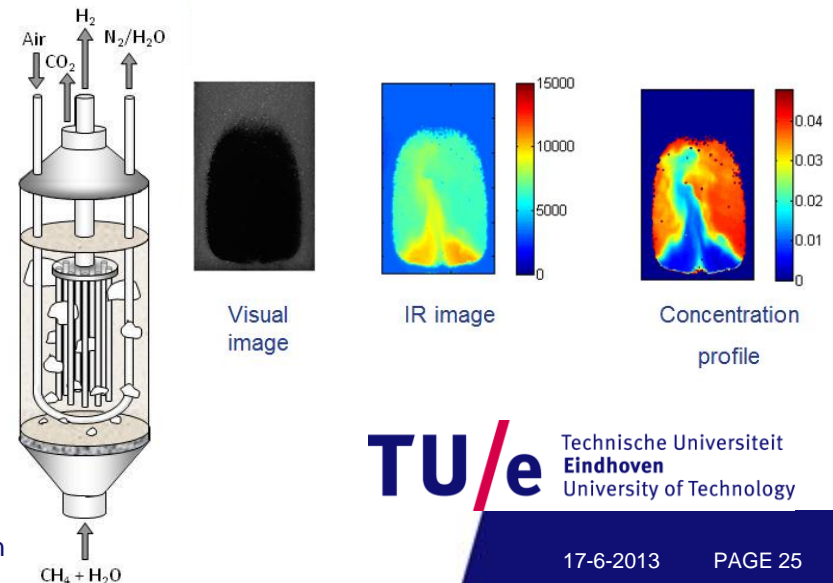 H₂
Air
N₂/H₂O
CO₂
CH₄ + H₂O
15000
10000
5000
0
0.04
0.03
0.02
0.01
0
Visual
image
IR image
Concentration
profile
TU/e
Technische Universiteit
Eindhoven
University of Technology
17-6-2013 PAGE 25